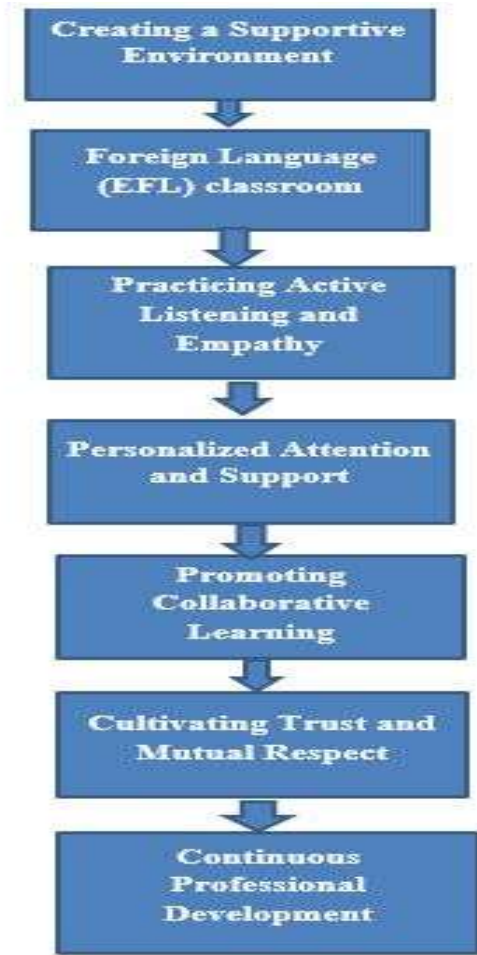 Creating a Supportive
Environment
Foreign Language
(EFL) classroom
Practicing Active
Listening and
Empathy
Personalized Attention
and Support
Promoting
Collaborative
Learning
Cultivating Trust and
Mutual Respect
Continuous
Professional
Development